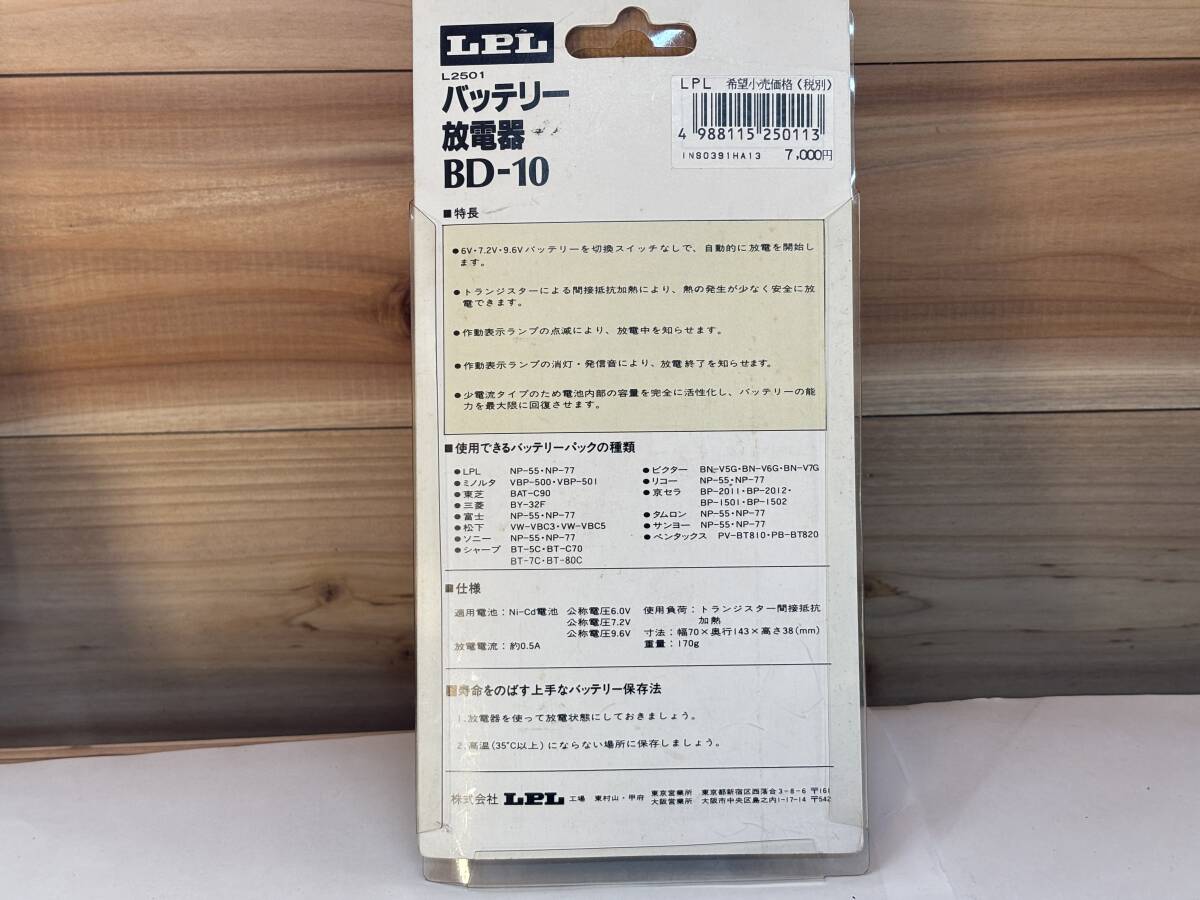 LPL
L2501
バッテリー
放電器
BD-10
LPL 希望小売価格(税別)
4 988115 250113
INS0391HA13 7,000円
■特長
●6V・7.2V・9.6Vバッテリーを切換スイッチなしで、自動的に放電を開始し
ます。
●トランジスターによる間接抵抗加熱により、熱の発生が少なく安全に放
電できます。
●作動表示ランプの点滅により、放電中を知らせます。
●作動表示ランプの消灯・発信音により、放電終了を知らせます。
●少電流タイプのため電池内部の容量を完全に活性化し、バッテリーの能
力を最大限に回復させます。
■使用できるバッテリーパックの種類
●LPL NP-55・NP-77
●ミノルタ VBP-500・VBP-501
●東芝 BAT-C90
●三菱 BY-32F
●富士 NP-55・NP-77
●松下 VW-VBC3・VW-VBC5
●ソニー NP-55・NP-77
●シャープ BT-5C・BT-C70
BT-7C・BT-80C
●ビクター BN-V5G・BN-V6G・BN-V7G
●リコー NP-55・NP-77
●京セラ BP-2011・BP-2012・
BP-1501・BP-1502
●タムロン NP-55・NP-77
●サンヨー NP-55・NP-77
●ペンタックス PV-BT810・PB-BT820
■仕様
適用電池：Ni-Cd電池 公称電圧6.0V
公称電圧7.2V
公称電圧9.6V
放電電流：約0.5A
使用負荷：トランジスター間接抵抗
加熱
寸法：幅70×奥行143×高さ38(mm)
重量：170g
■寿命をのばす上手なバッテリー保存法
1.放電器を使って放電状態にしておきましょう。
2.高温(35°C以上)にならない場所に保存しましょう。
株式会社 LPL 工場 東村山・甲府
東京営業所 東京都新宿区西落合3-8-6 〒161
大阪営業所 大阪市中央区島之内1-17-14 〒542